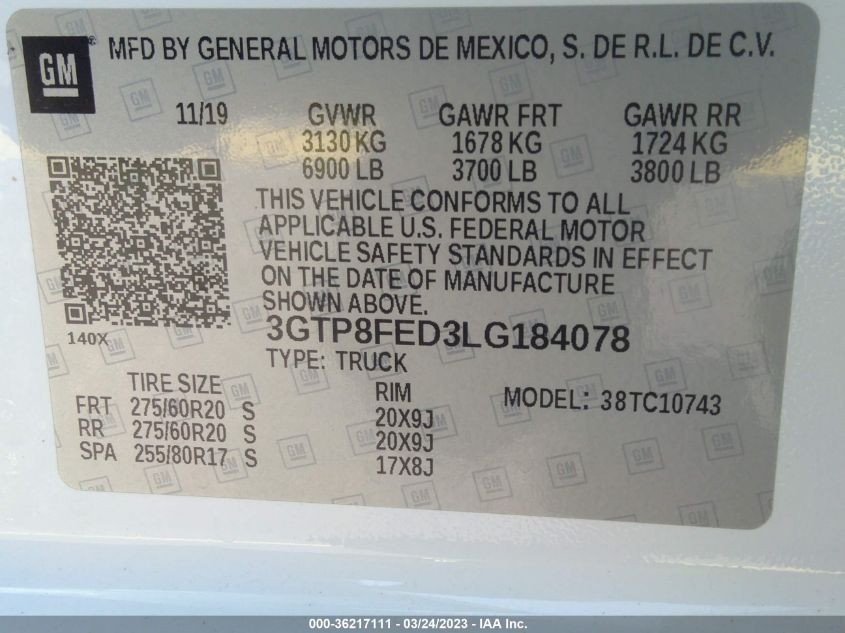 GM
® MFD BY GENERAL MOTORS DE MEXICO, S. DE R.L. DE C.V.
11/19 GVWR GAWR FRT GAWR RR
3130 KG 1678 KG 1724 KG
6900 LB 3700 LB 3800 LB
THIS VEHICLE CONFORMS TO ALL
APPLICABLE U.S. FEDERAL MOTOR
VEHICLE SAFETY STANDARDS IN EFFECT
ON THE DATE OF MANUFACTURE
SHOWN ABOVE.
140X
3GTP8FED3LG184078
TYPE: TRUCK
TIRE SIZE RIM MODEL: 38TC10743
FRT 275/60R20 S 20X9J
RR 275/60R20 S 20X9J
SPA 255/80R17 S 17X8J
000-36217111 - 03/24/2023 - IAA Inc.